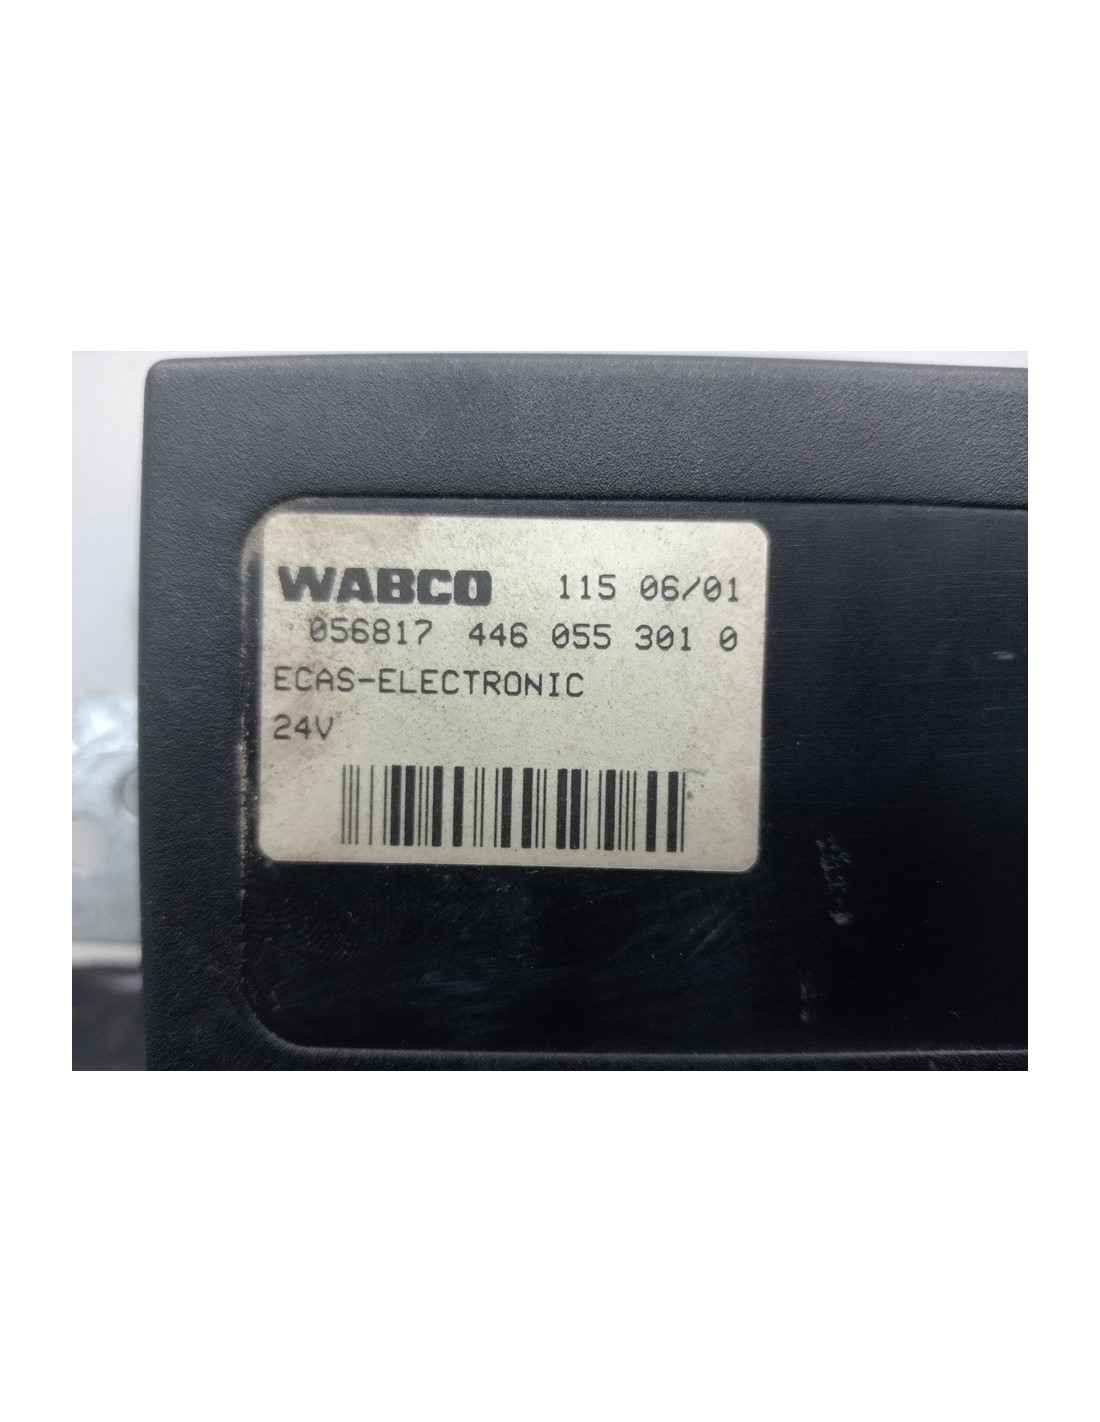 WABCO 115 06/01
056817 446 055 301 0
ECAS-ELECTRONIC
24V